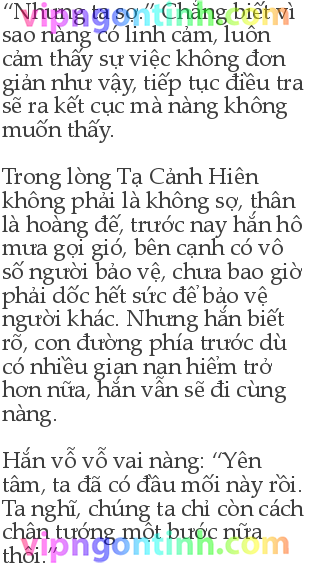 “Nhưng ta sợ.” Chẳng biết vì
sao nàng có linh cảm, luôn
cảm thấy sự việc không đơn
giản như vậy, tiếp tục điều tra
sẽ ra kết cục mà nàng không
muốn thấy.
Trong lòng Tạ Cảnh Hiên
không phải là không sợ, thân
là hoàng đế, trước nay hắn hô
mưa gọi gió, bên cạnh có vô
số người bảo vệ, chưa bao giờ
phải dốc hết sức để bảo vệ
người khác. Nhưng hắn biết
rõ, con đường phía trước dù
có nhiều gian nan hiểm trở
hơn nữa, hắn vẫn sẽ đi cùng
nàng.
Hắn vỗ vỗ vai nàng: “Yên
tâm, ta đã có đầu mối này rồi.
Ta nghĩ, chúng ta chỉ còn cách
chân tướng một bước nữa
thôi.”
vipngontinh.com
vipngontinh.com